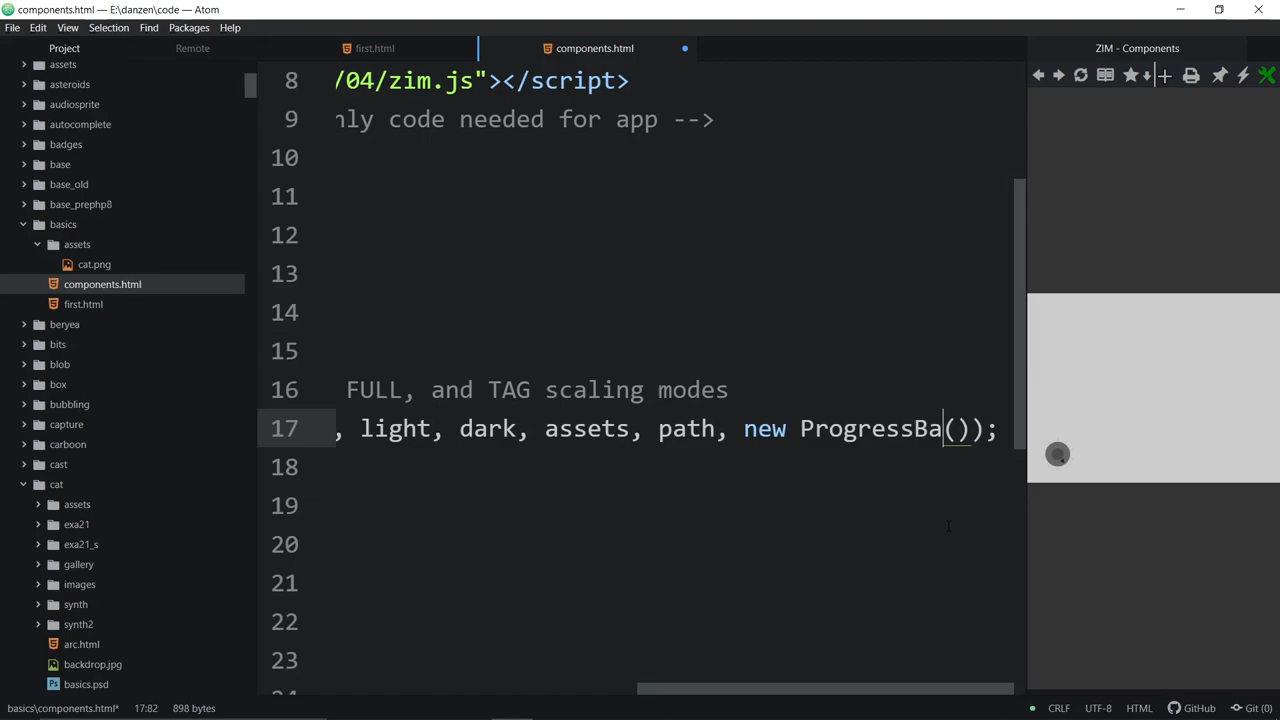 components.html — E:\danzen\code — Atom
File Edit View Selection Find Packages Help
Project Remote first.html components.html ZIM - Components
assets
asteroids
audiosprite
autocomplete
badges
base
base_old
base_prephp8
basics
assets
cat.png
components.html
first.html
beryea
bits
blob
box
bubbling
capture
carboon
cast
cat
assets
exa21
exa21_s
gallery
images
synth
synth2
arc.html
backdrop.jpg
basics.psd
8 /04/zim.js"></script>
9 nly code needed for app -->
10
11
12
13
14
15
16 FULL, and TAG scaling modes
17 , light, dark, assets, path, new ProgressBa());
18
19
20
21
22
23
24
basics\components.html* 17:82 898 bytes CRLF UTF-8 HTML GitHub Git (0)